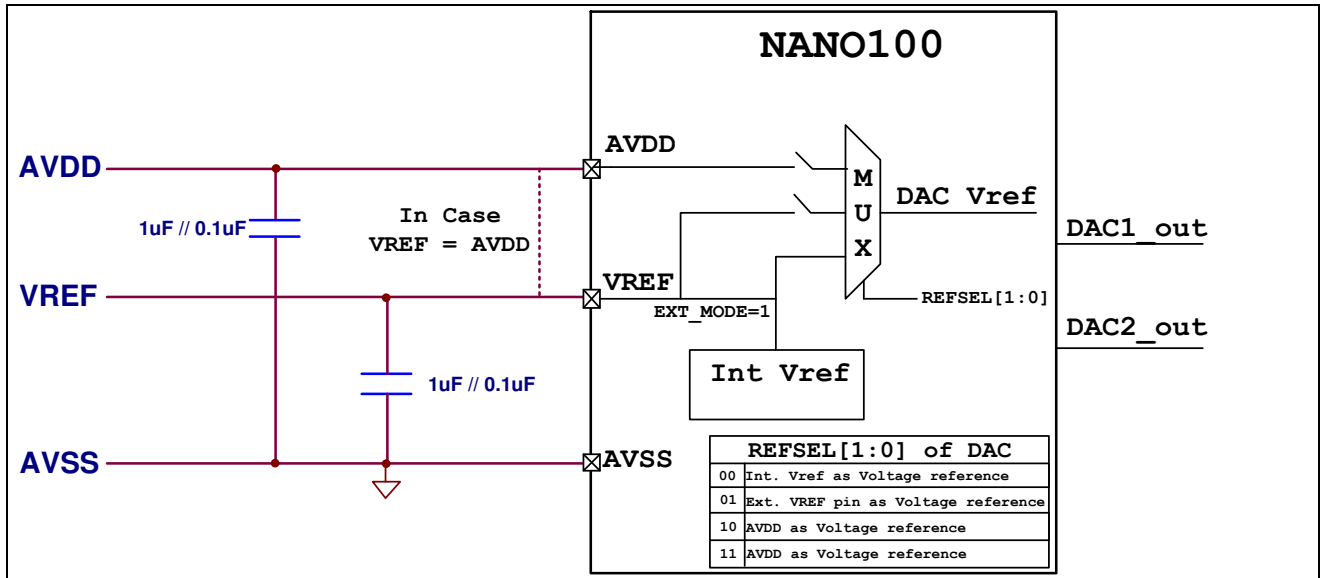 NANO100
AVDD
AVDD
1uF // 0.1uF
In Case
VREF = AVDD
M
U
X
DAC Vref
DAC1_out
VREF
VREF
EXT_MODE=1
REFSEL[1:0]
DAC2_out
Int Vref
1uF // 0.1uF
AVSS
AVSS
REFSEL[1:0] of DAC
00 Int. Vref as Voltage reference
01 Ext. VREF pin as Voltage reference
10 AVDD as Voltage reference
11 AVDD as Voltage reference